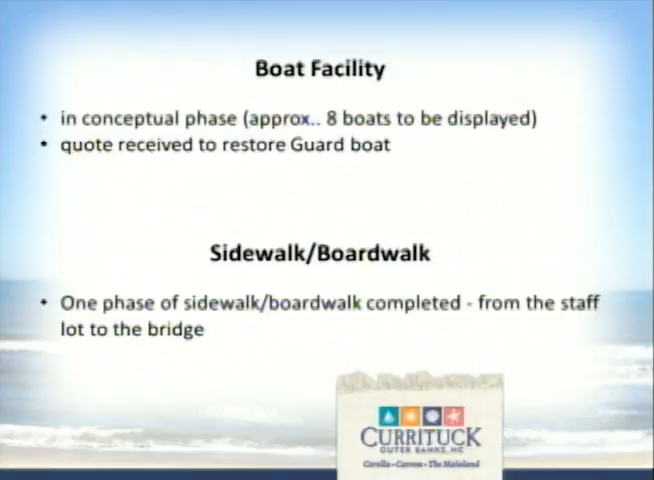 Boat Facility
• in conceptual phase (approx.. 8 boats to be displayed)
• quote received to restore Guard boat
Sidewalk/Boardwalk
• One phase of sidewalk/boardwalk completed - from the staff
lot to the bridge
CURRITUCK
OUTER BANKS, NC
Corolla • Carova • The Mainland